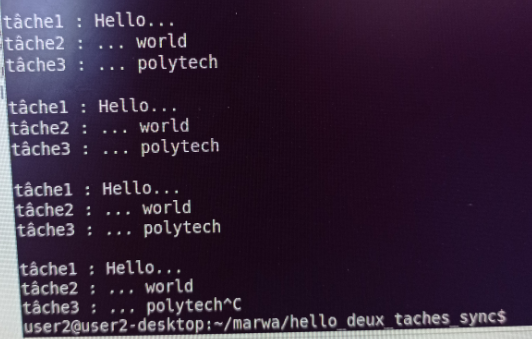 tâche1 : Hello...
tâche2 : ... world
tâche3 : ... polytech
tâche1 : Hello...
tâche2 : ... world
tâche3 : ... polytech
tâche1 : Hello...
tâche2 : ... world
tâche3 : ... polytech
tâche1 : Hello...
tâche2 : ... world
tâche3 : ... polytech^C
user2@user2-desktop:~/marwa/hello_deux_taches_sync$